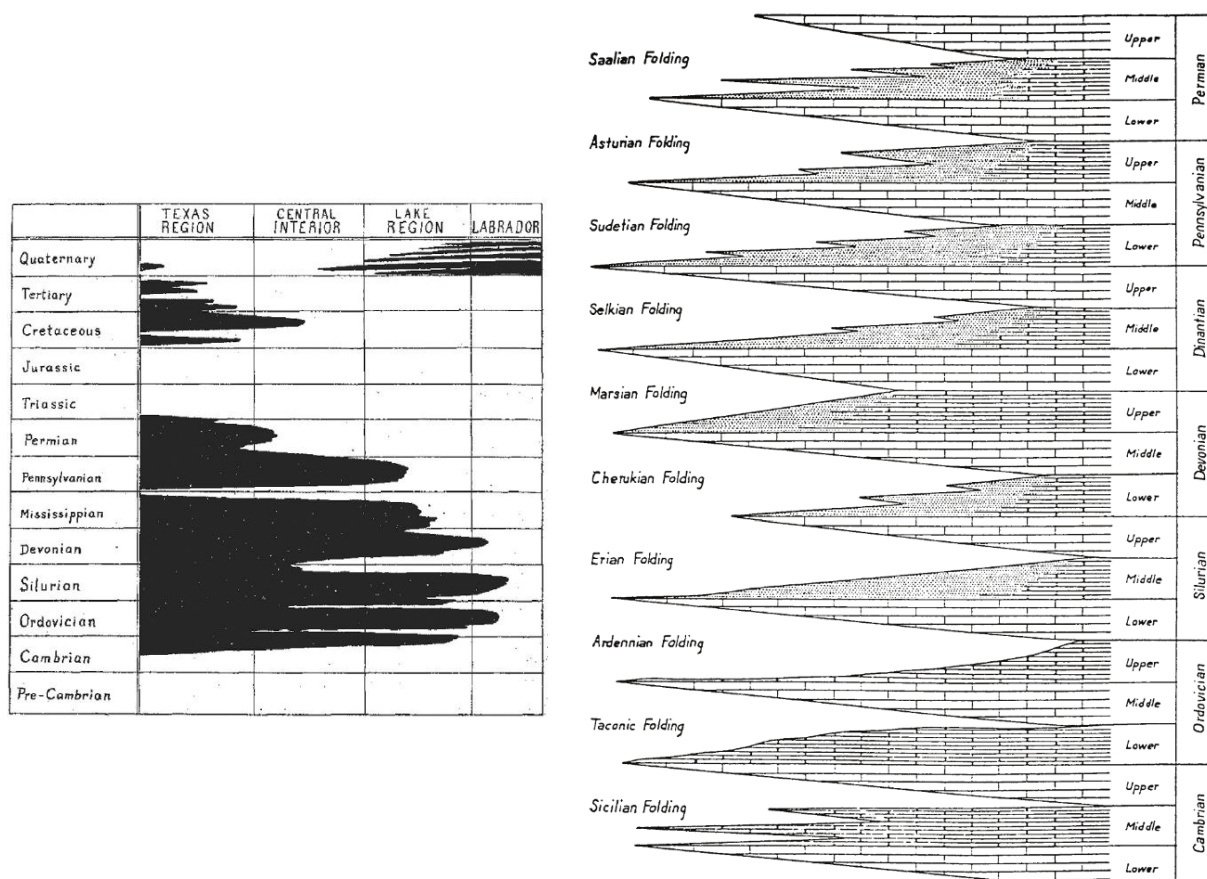 TEXAS
REGION
CENTRAL
INTERIOR
LAKE
REGION
LABRADOR
Quaternary
Tertiary
Cretaceous
Jurassic
Triassic
Permian
Pennsylvanian
Mississippian
Devonian
Silurian
Ordovician
Cambrian
Pre-Cambrian
Saalian Folding
Asturian Folding
Sudetian Folding
Selkian Folding
Marsian Folding
Cherukian Folding
Erian Folding
Ardennian Folding
Taconic Folding
Sicilian Folding
Upper
Middle
Lower
Permian
Upper
Middle
Lower
Pennsylvanian
Upper
Middle
Lower
Dinantian
Upper
Middle
Lower
Devonian
Upper
Middle
Lower
Silurian
Upper
Middle
Lower
Ordovician
Upper
Middle
Lower
Cambrian